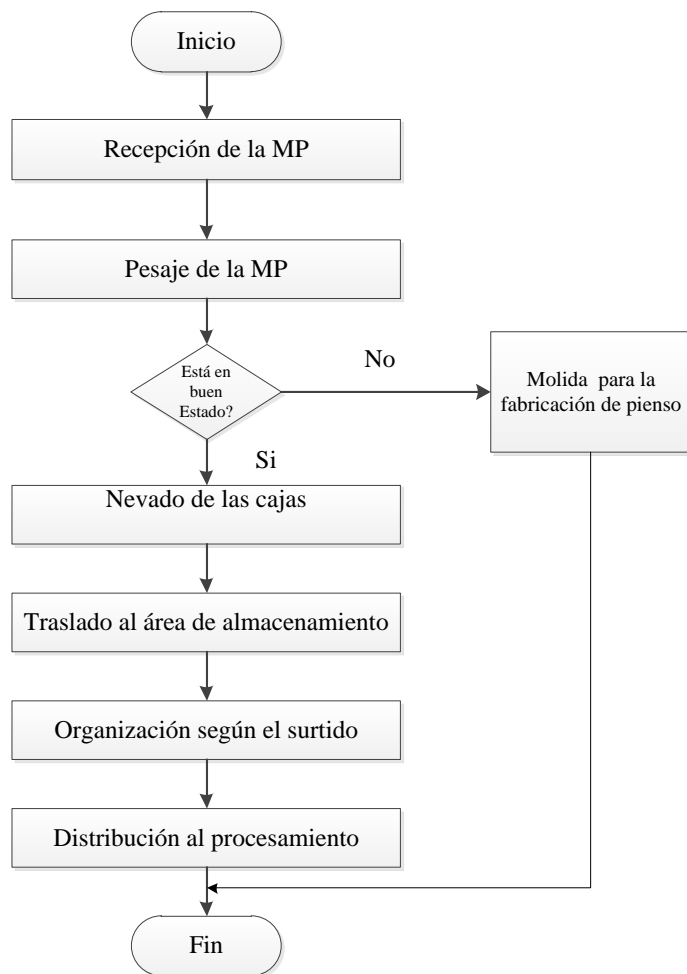 Inicio
Recepción de la MP
Pesaje de la MP
Está en
buen
Estado?
No
Molida para la
fabricación de pienso
Si
Nevado de las cajas
Traslado al área de almacenamiento
Organización según el surtido
Distribución al procesamiento
Fin